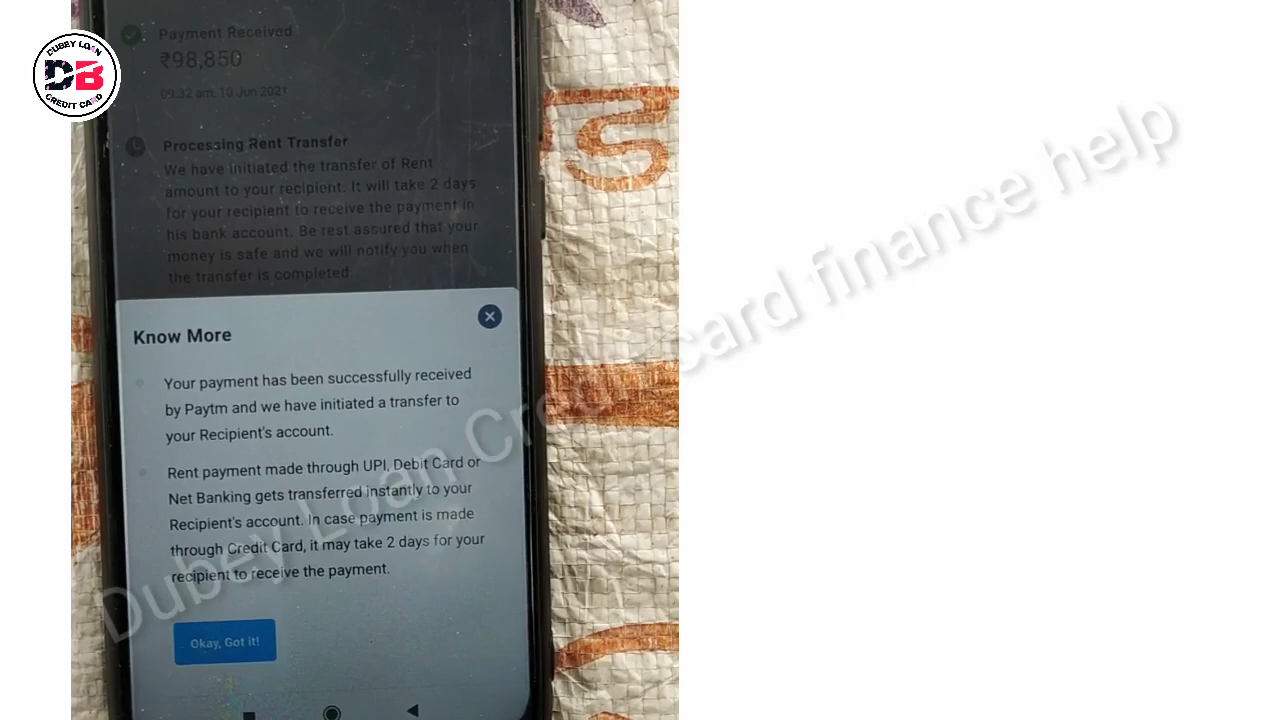 DUBEY LOAN
DB
CREDIT CARD
Payment Received
₹98,850
09:32 am, 10 Jun 2021
Processing Rent Transfer
We have initiated the transfer of Rent
amount to your recipient. It will take 2 days
for your recipient to receive the payment in
his bank account. Be rest assured that your
money is safe and we will notify you when
the transfer is completed.
Know More
Your payment has been successfully received
by Paytm and we have initiated a transfer to
your Recipient's account.
Rent payment made through UPI, Debit Card or
Net Banking gets transferred instantly to your
Recipient's account. In case payment is made
through Credit Card, it may take 2 days for your
recipient to receive the payment.
Okay, Got it!
Dubey Loan Credit card finance help